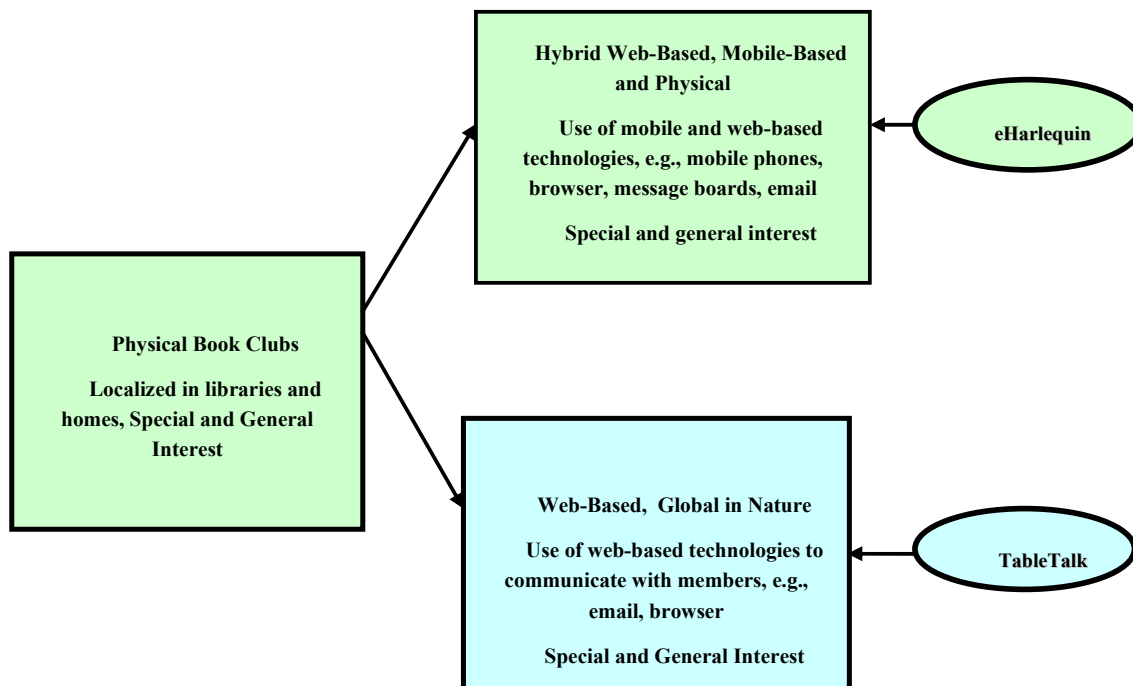 Hybrid Web-Based, Mobile-Based
and Physical
Use of mobile and web-based
technologies, e.g., mobile phones,
browser, message boards, email
Special and general interest
eHarlequin
Physical Book Clubs
Localized in libraries and
homes, Special and General
Interest
Web-Based, Global in Nature
Use of web-based technologies to
communicate with members, e.g.,
email, browser
Special and General Interest
TableTalk